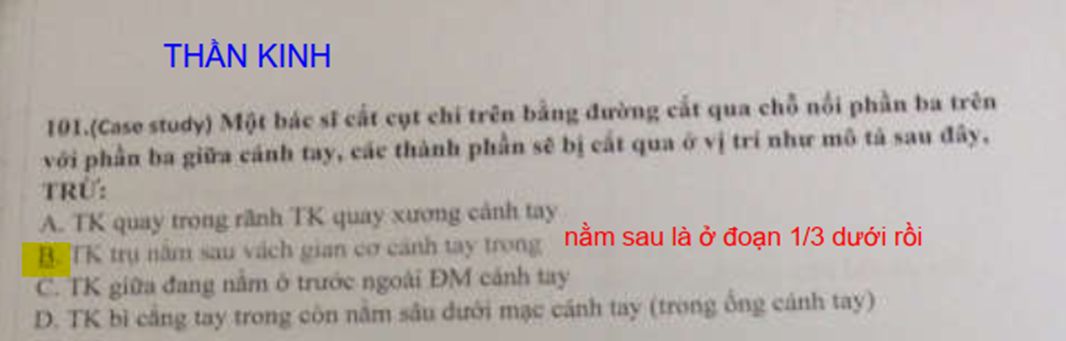 THẦN KINH
101.(Case study) Một bác sĩ cắt cụt chi trên bằng đường cắt qua chỗ nối phần ba trên
với phần ba giữa cánh tay, các thành phần sẽ bị cắt qua ở vị trí như mô tả sau đây,
TRỪ:
A. TK quay trong rãnh TK quay xương cánh tay
B. TK trụ nằm sau vách gian cơ cánh tay trong
nằm sau là ở đoạn 1/3 dưới rồi
C. TK giữa đang nằm ở trước ngoài ĐM cánh tay
D. TK bì cẳng tay trong còn nằm sâu dưới mạc cánh tay (trong ống cánh tay)